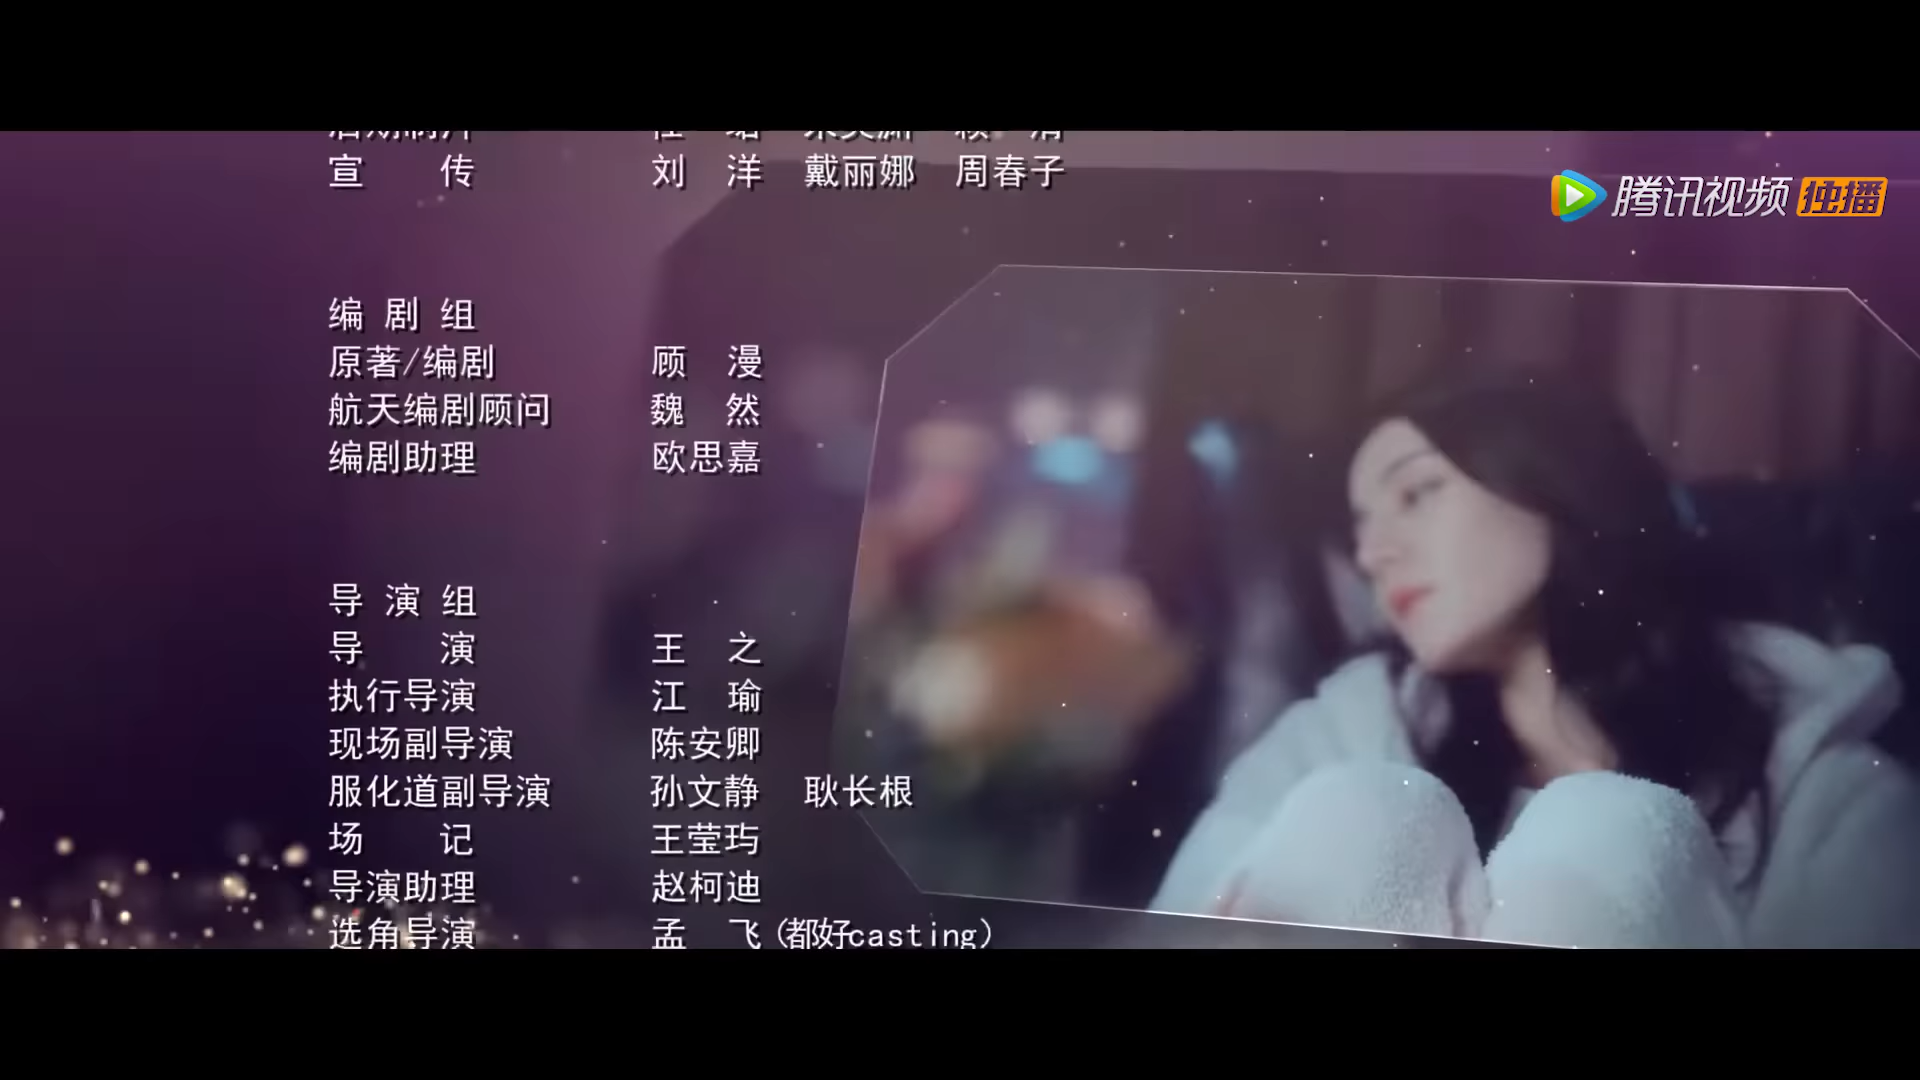 宣 传 刘 洋 戴丽娜 周春子
腾讯视频 独播
编 剧 组
原著/编剧 顾 漫
航天编剧顾问 魏 然
编剧助理 欧思嘉
导 演 组
导 演 王 之
执行导演 江 瑜
现场副导演 陈安卿
服化道副导演 孙文静 耿长根
场 记 王莹玙
导演助理 赵柯迪
选角导演 孟 飞(都好casting)